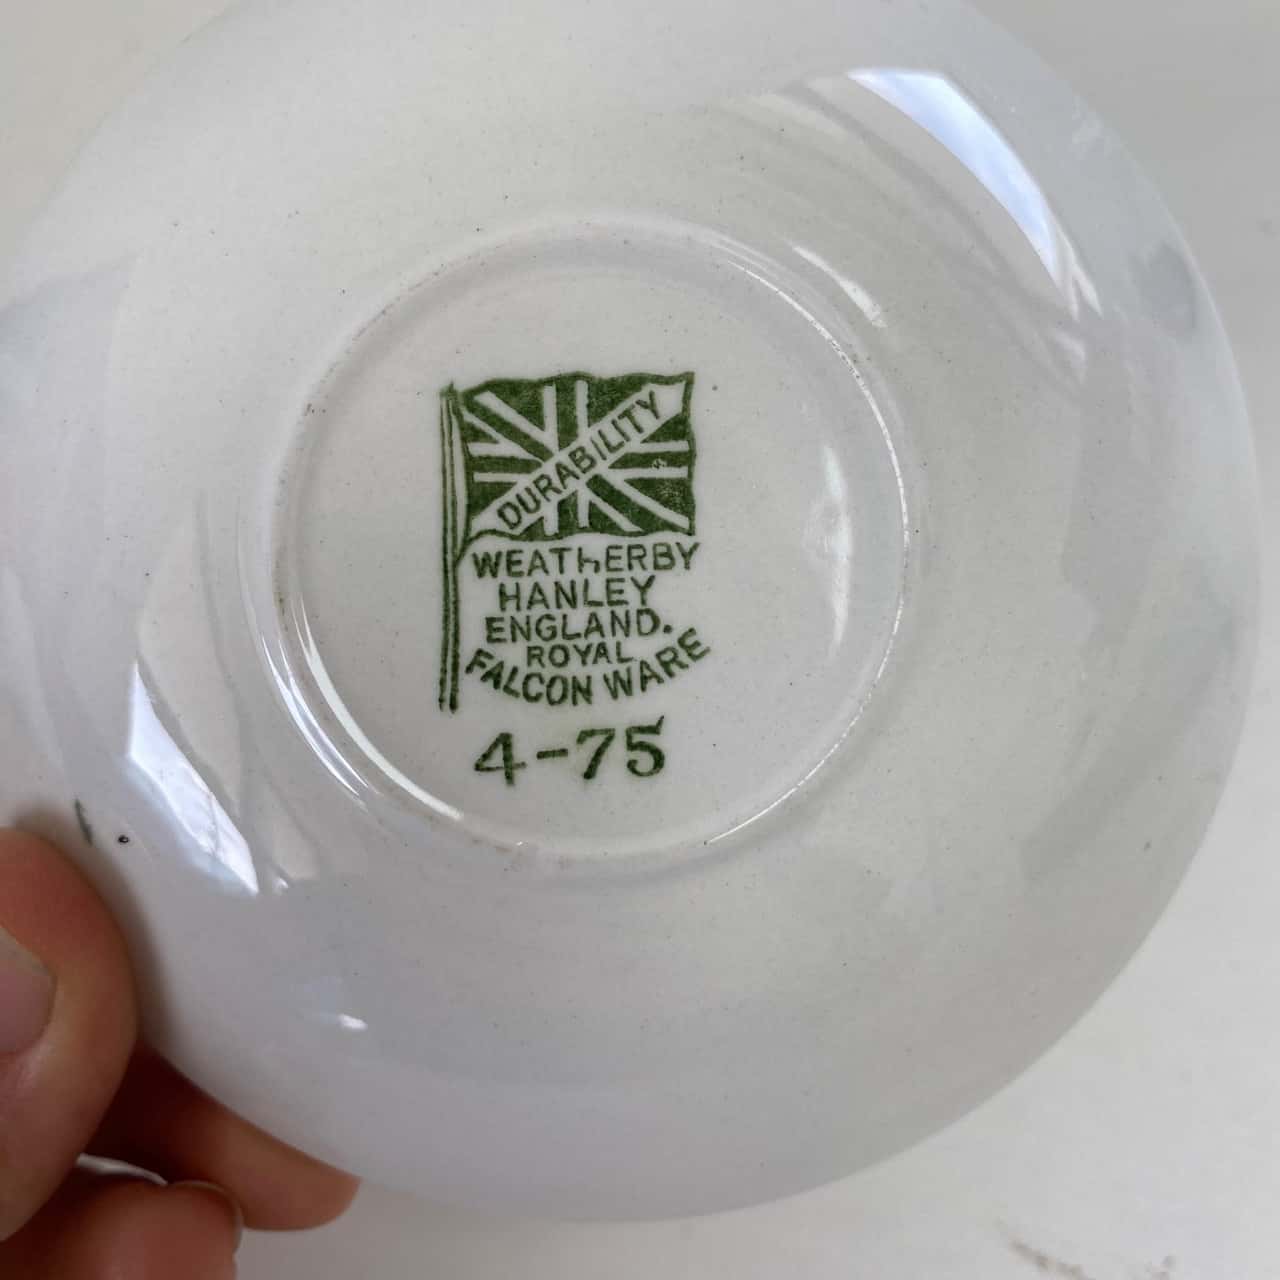 DURABILITY
WEAThERBY
HANLEY
ENGLAND.
ROYAL
FALCON WARE
4-75